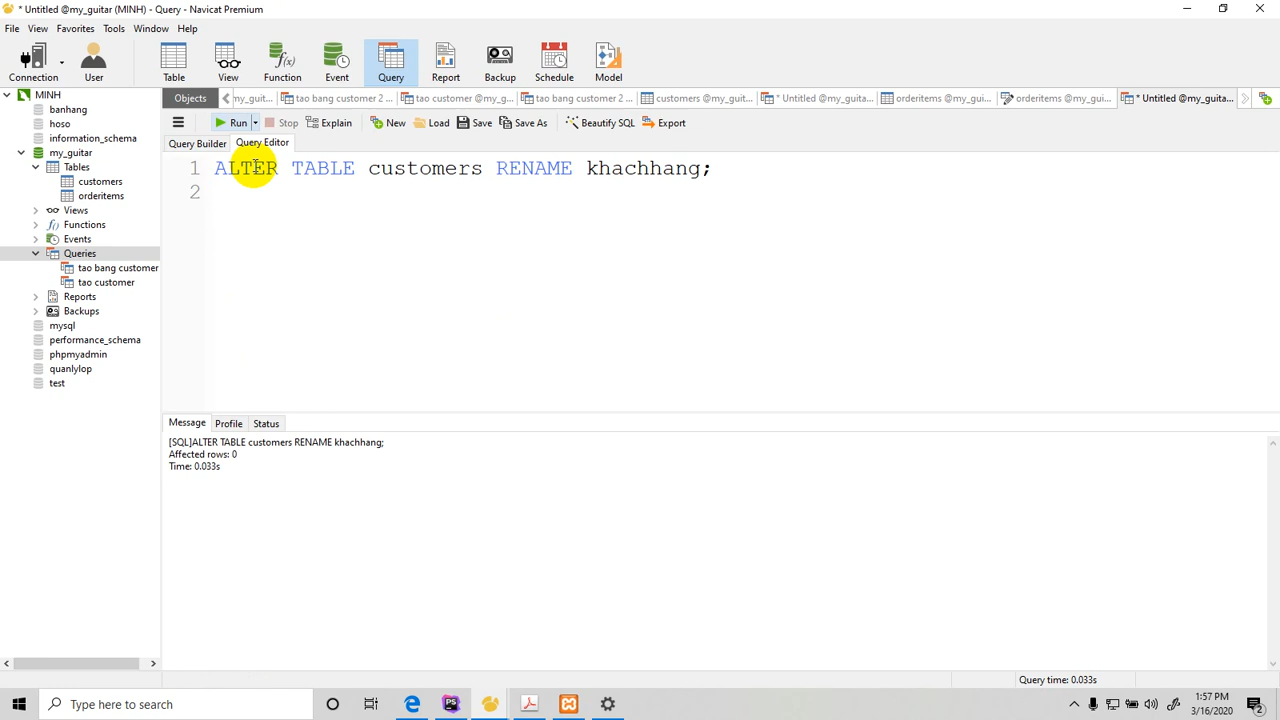 * Untitled @my_guitar (MINH) - Query - Navicat Premium
File View Favorites Tools Window Help
Connection User Table View Function Event Query Report Backup Schedule Model
MINH
banhang
hoso
information_schema
my_guitar
Tables
customers
orderitems
Views
Functions
Events
Queries
tao bang customer
tao customer
Reports
Backups
mysql
performance_schema
phpmyadmin
quanlylop
test
Objects my_guit... tao bang customer 2 ... tao customer @my_g... tao bang customer 2 ... customers @my_guit... * Untitled @my_guita... orderitems @my_gui... orderitems @my_gui... * Untitled @my_guita...
Run Stop Explain New Load Save Save As Beautify SQL Export
Query Builder Query Editor
1 ALTER TABLE customers RENAME khachhang;
2
Message Profile Status
[SQL]ALTER TABLE customers RENAME khachhang;
Affected rows: 0
Time: 0.033s
Query time: 0.033s
Type here to search
PS
1:57 PM
3/16/2020
2